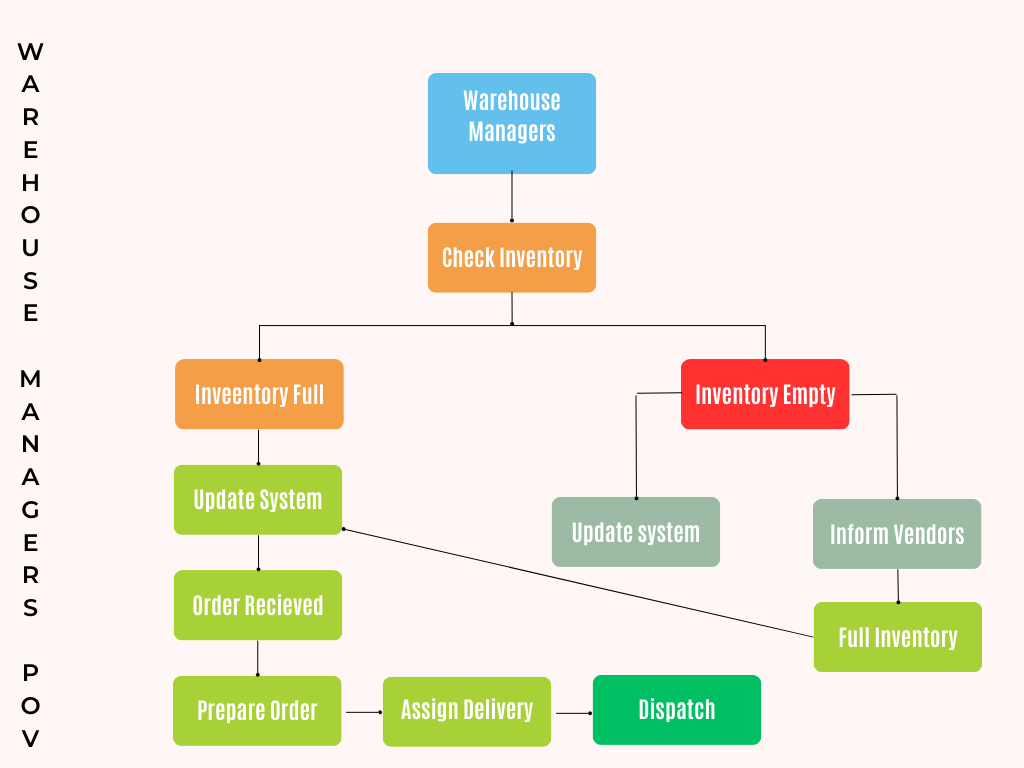 WAREHOUSE MANAGERS POV
Warehouse
Managers
Check Inventory
Inveentory Full
Inventory Empty
Update System
Update system
Inform Vendors
Order Recieved
Full Inventory
Prepare Order
Assign Delivery
Dispatch